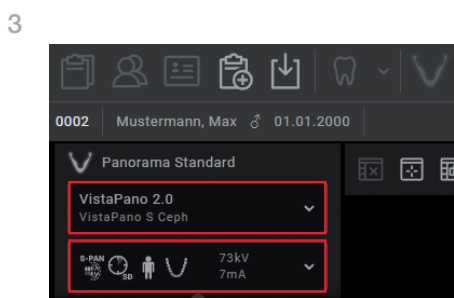 3
0002 Mustermann, Max ♂ 01.01.2000
Panorama Standard
VistaPano 2.0
VistaPano S Ceph
S-PAN SD 73kV
7mA